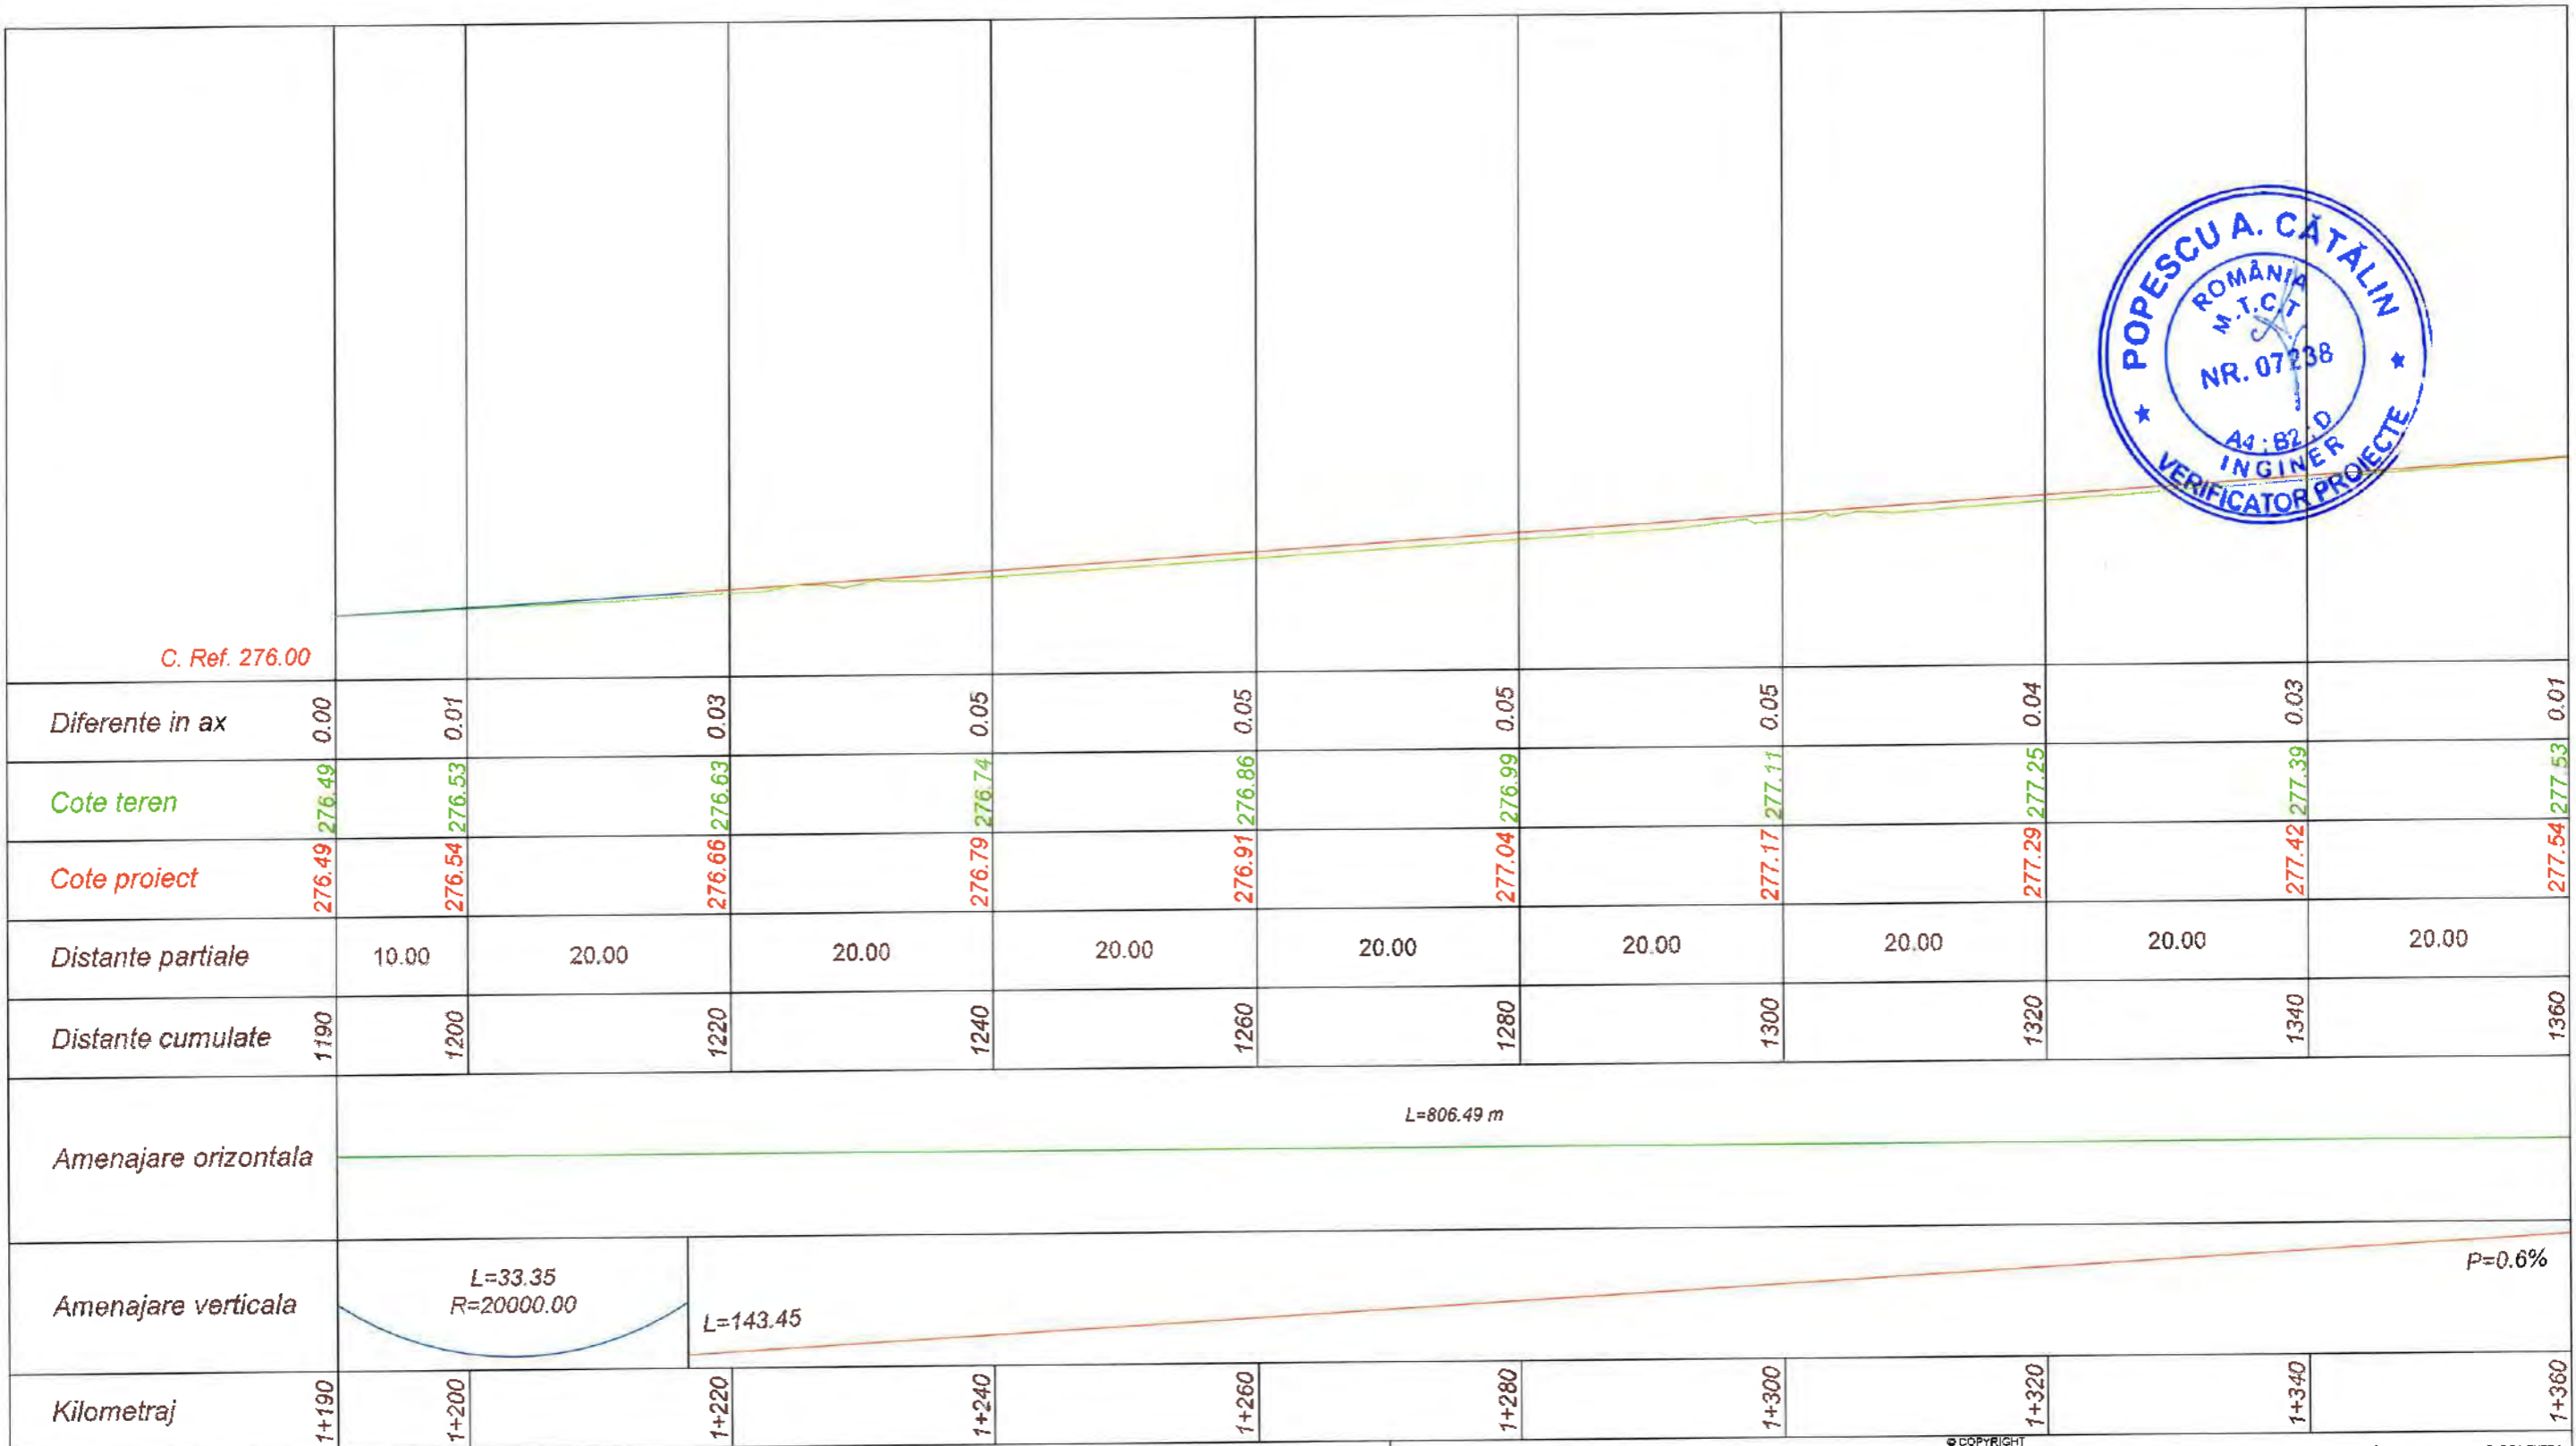 POPESCU A. CĂTĂLIN
ROMÂNIA
M.T.C.T
NR. 07238
A4 ; B2 ; D
INGINER
VERIFICATOR PROIECTE
C. Ref. 276.00
Diferente in ax 0.00 0.01 0.03 0.05 0.05 0.05 0.05 0.04 0.03 0.01
Cote teren 276.49 276.53 276.63 276.74 276.86 276.99 277.11 277.25 277.39 277.53
Cote proiect 276.49 276.54 276.66 276.79 276.91 277.04 277.17 277.29 277.42 277.54
Distante partiale 10.00 20.00 20.00 20.00 20.00 20.00 20.00 20.00 20.00
Distante cumulate 1190 1200 1220 1240 1260 1280 1300 1320 1340 1360
L=806.49 m
Amenajare orizontala
P=0.6%
L=33.35
R=20000.00
Amenajare verticala
L=143.45
Kilometraj 1+190 1+200 1+220 1+240 1+260 1+280 1+300 1+320 1+340 1+360
© COPYRIGHT